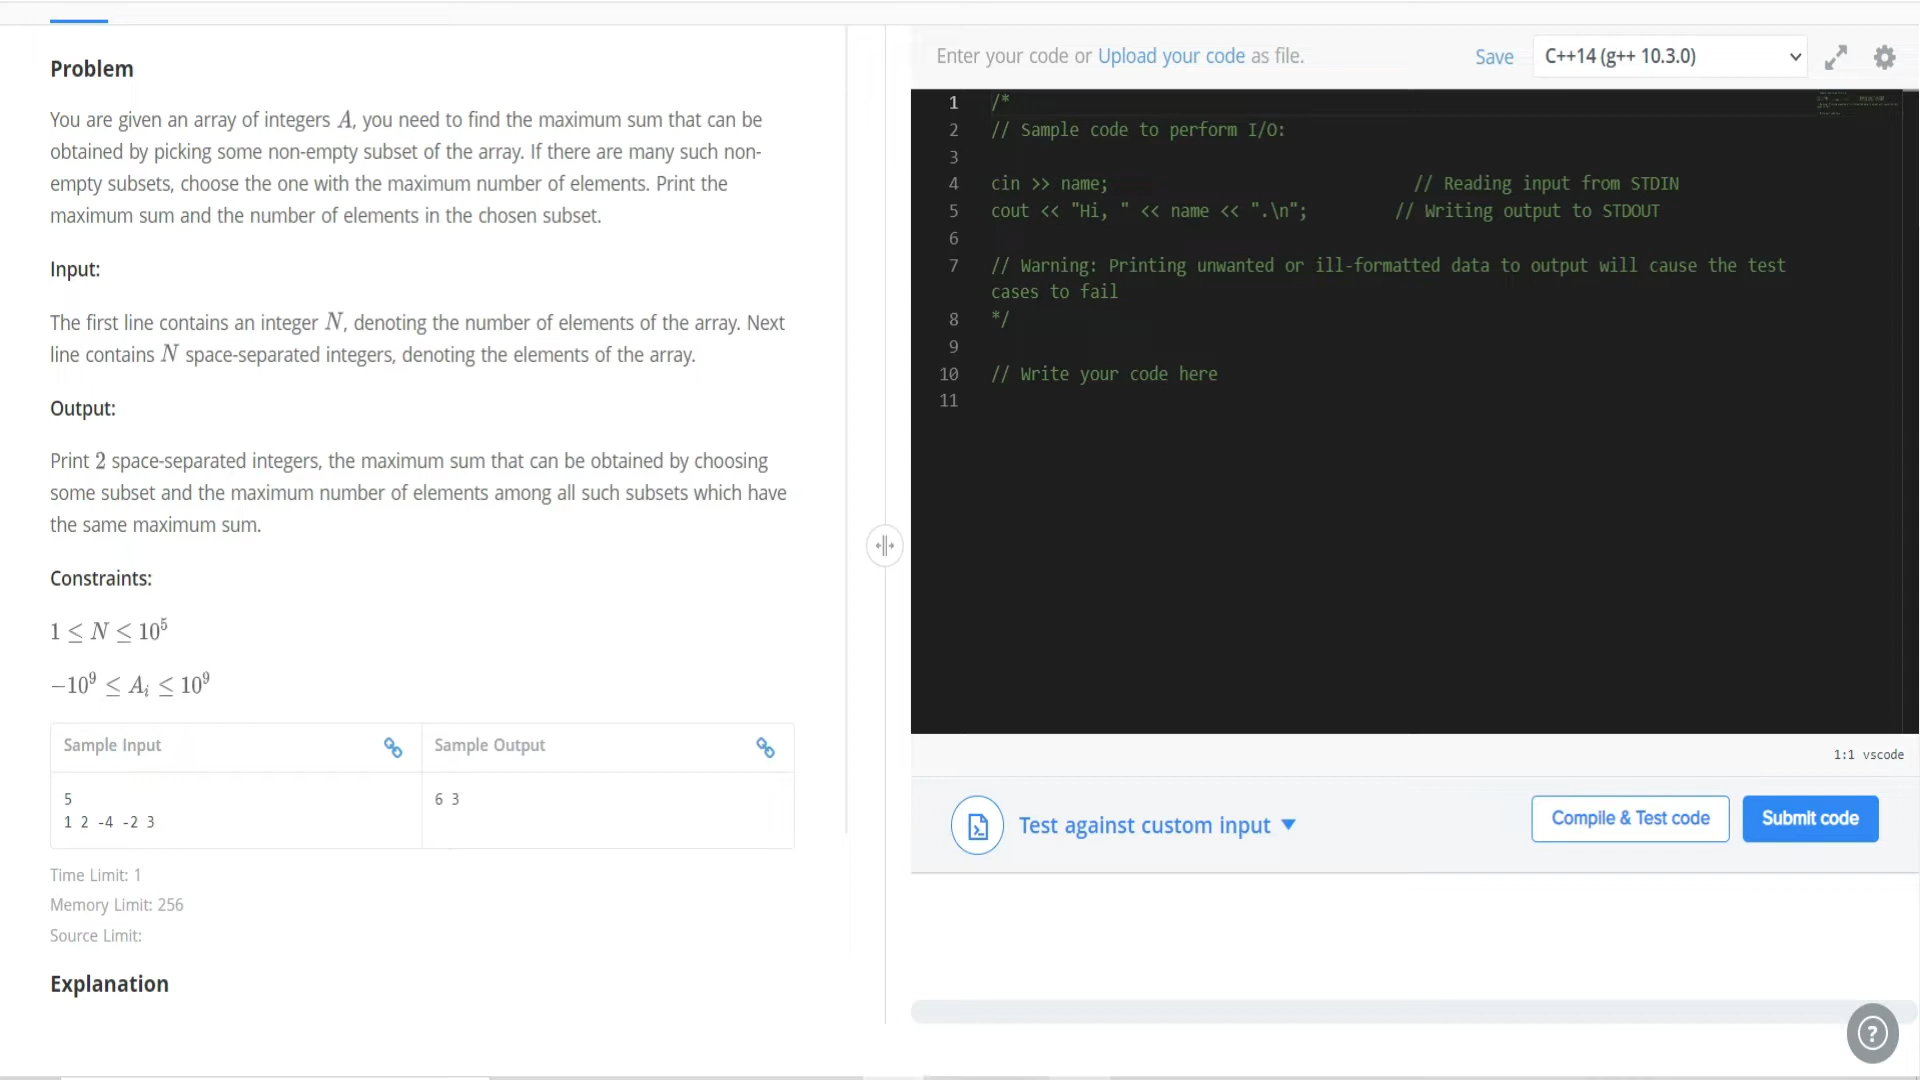 Problem
You are given an array of integers A, you need to find the maximum sum that can be
obtained by picking some non-empty subset of the array. If there are many such non-
empty subsets, choose the one with the maximum number of elements. Print the
maximum sum and the number of elements in the chosen subset.
Input:
The first line contains an integer N, denoting the number of elements of the array. Next
line contains N space-separated integers, denoting the elements of the array.
Output:
Print 2 space-separated integers, the maximum sum that can be obtained by choosing
some subset and the maximum number of elements among all such subsets which have
the same maximum sum.
Constraints:
1 ≤ N ≤ 10⁵
−10⁹ ≤ Aᵢ ≤ 10⁹
Sample Input
Sample Output
5
1 2 -4 -2 3
6 3
Time Limit: 1
Memory Limit: 256
Source Limit:
Explanation
Enter your code or Upload your code as file.
Save
C++14 (g++ 10.3.0)
1 /*
2 // Sample code to perform I/O:
3
4 cin >> name; // Reading input from STDIN
5 cout << "Hi, " << name << ".\n"; // Writing output to STDOUT
6
7 // Warning: Printing unwanted or ill-formatted data to output will cause the test
cases to fail
8 */
9
10 // Write your code here
11
1:1 vscode
Test against custom input
Compile & Test code
Submit code
?